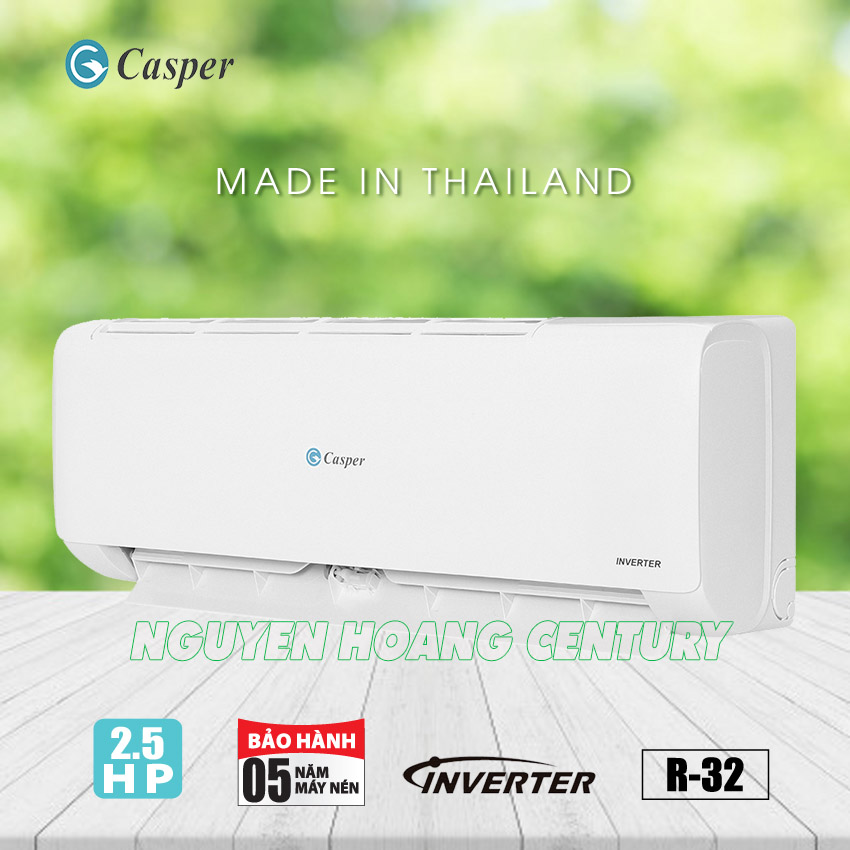 Casper
MADE IN THAILAND
Casper
INVERTER
NGUYEN HOANG CENTURY
2.5
HP
BẢO HÀNH
05 NĂM
MÁY NÉN
INVERTER
R-32